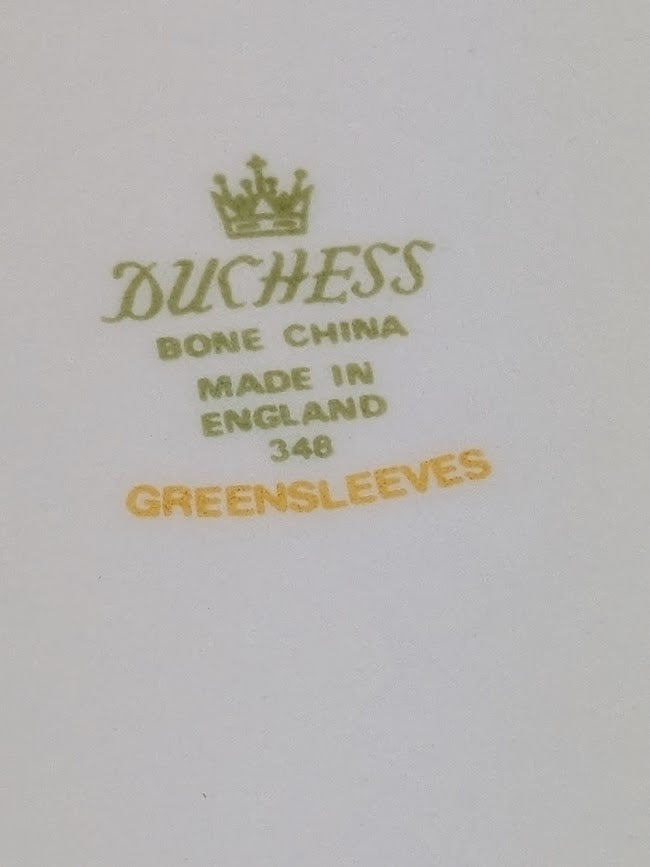 DUCHESS
BONE CHINA
MADE IN
ENGLAND
348
GREENSLEEVES